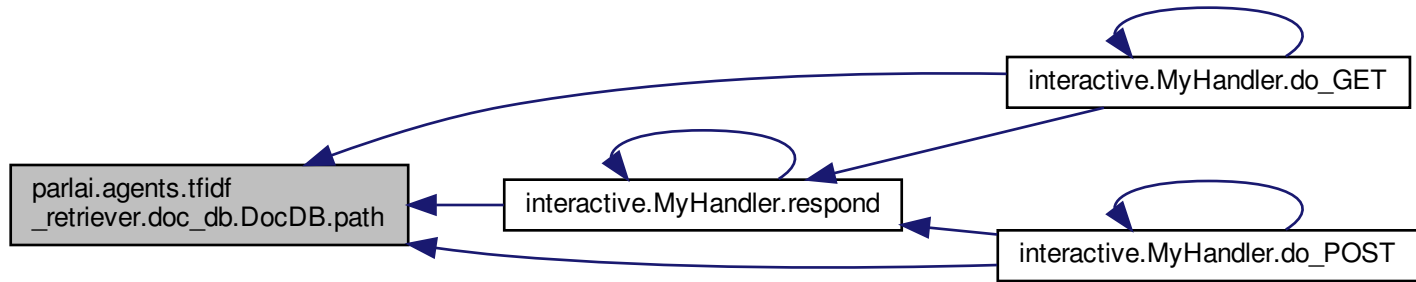 parlai.agents.tfidf
_retriever.doc_db.DocDB.path
interactive.MyHandler.do_GET
interactive.MyHandler.respond
interactive.MyHandler.do_POST